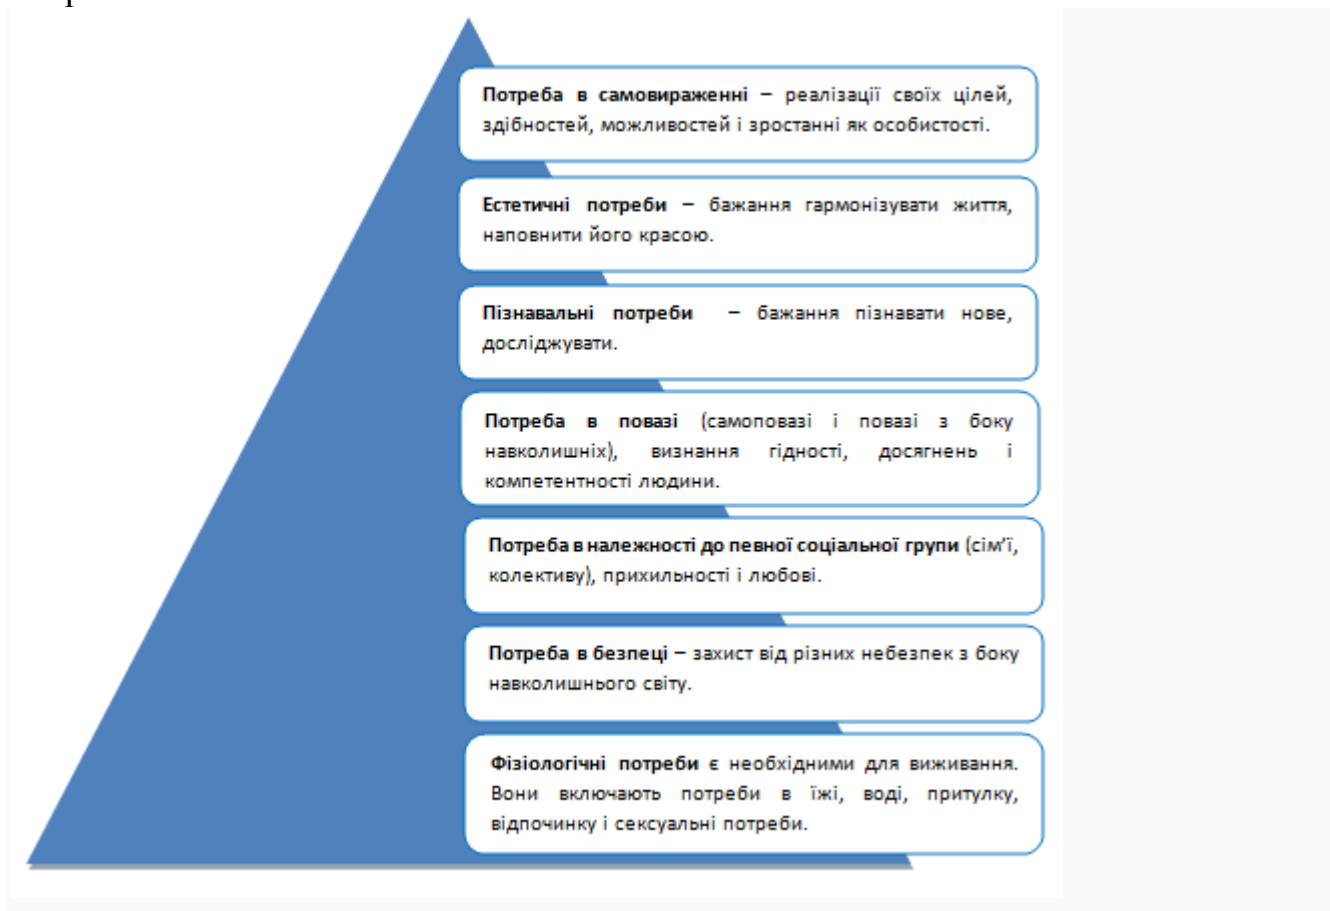 Потреба в самовираженні – реалізації своїх цілей,
здібностей, можливостей і зростанні як особистості.
Естетичні потреби – бажання гармонізувати життя,
наповнити його красою.
Пізнавальні потреби – бажання пізнавати нове,
досліджувати.
Потреба в повазі (самоповазі і повазі з боку
навколишніх), визнання гідності, досягнень і
компетентності людини.
Потреба в належності до певної соціальної групи (сім’ї,
колективу), прихильності і любові.
Потреба в безпеці – захист від різних небезпек з боку
навколишнього світу.
Фізіологічні потреби є необхідними для виживання.
Вони включають потреби в їжі, воді, притулку,
відпочинку і сексуальні потреби.